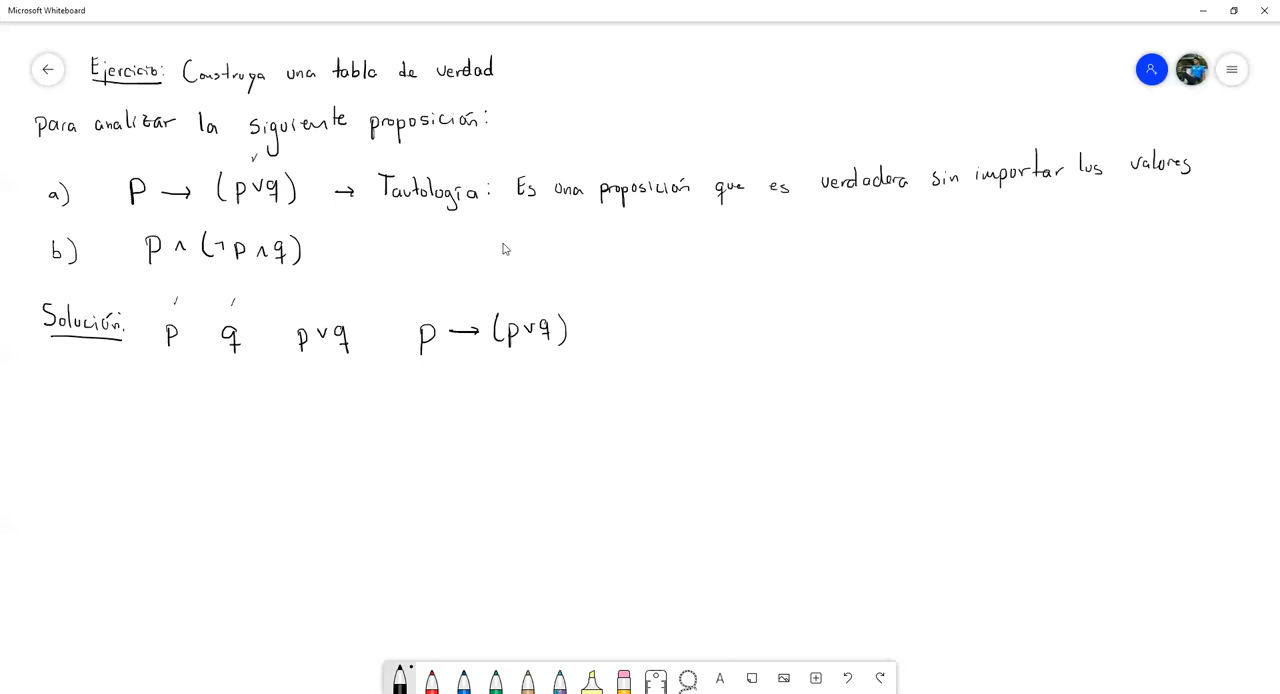 Microsoft Whiteboard
Ejercicio: Construya una tabla de verdad
para analizar la siguiente proposición:
a) p → (p∨q) → Tautología: Es una proposición que es verdadera sin importar los valores
b) p ∧ (¬p ∧ q)
Solución: p q p∨q p → (p∨q)
A